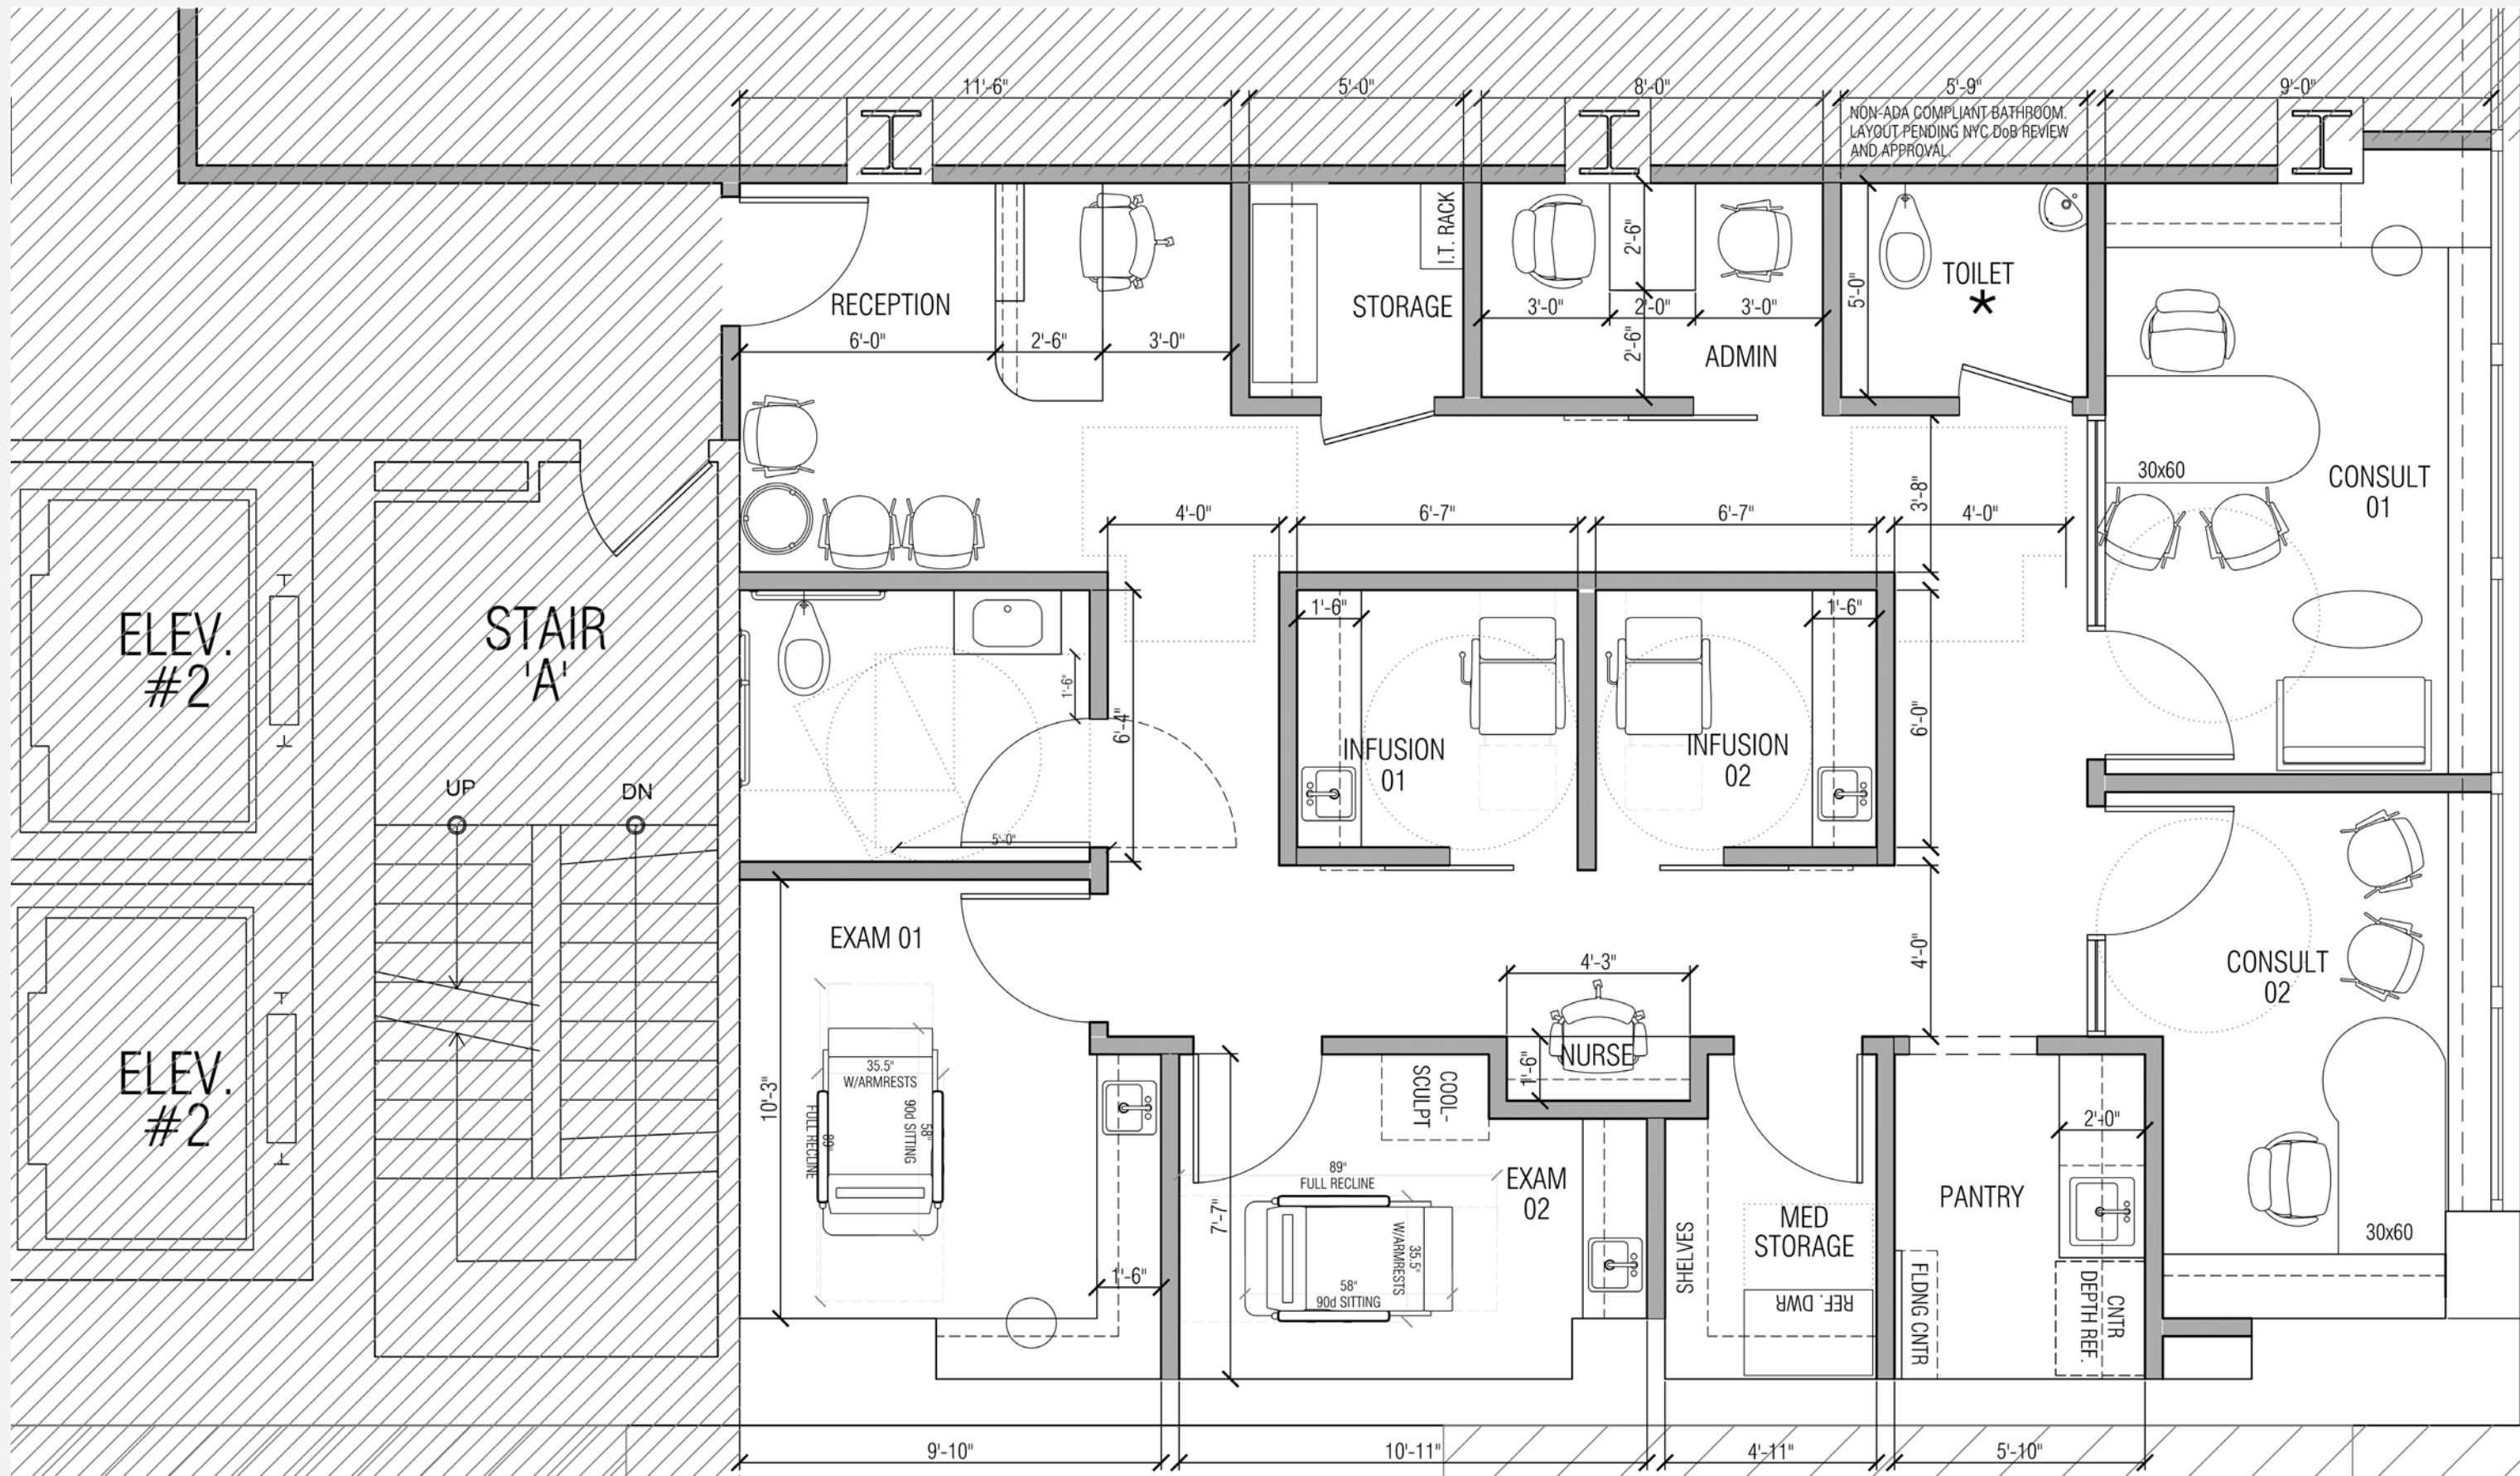 11'-6"
5'-0"
8'-0"
5'-9"
9'-0"
NON-ADA COMPLIANT BATHROOM.
LAYOUT PENDING NYC DoB REVIEW
AND APPROVAL.
RECEPTION
6'-0"
2'-6"
3'-0"
STORAGE
I.T. RACK
2'-6"
3'-0"
2'-0"
3'-0"
2'-6"
ADMIN
5'-0"
TOILET
*
30x60
CONSULT
01
4'-0"
6'-7"
6'-7"
3'-8"
4'-0"
ELEV.
#2
STAIR
'A'
UP
DN
1'-6"
6'-4"
5'-0"
1'-6"
INFUSION
01
1'-6"
INFUSION
02
6'-0"
ELEV.
#2
EXAM 01
10'-3"
35.5"
W/ARMRESTS
58"
90d SITTING
89"
FULL RECLINE
1'-6"
4'-3"
NURSE
1'-9"
4'-0"
COOL-
SCULPT
7'-7"
89"
FULL RECLINE
35.5"
W/ARMRESTS
58"
90d SITTING
EXAM
02
SHELVES
MED
STORAGE
REF. DWR
PANTRY
2'-0"
FLDNG CNTR
CNTR
DEPTH REF.
CONSULT
02
30x60
9'-10"
10'-11"
4'-11"
5'-10"